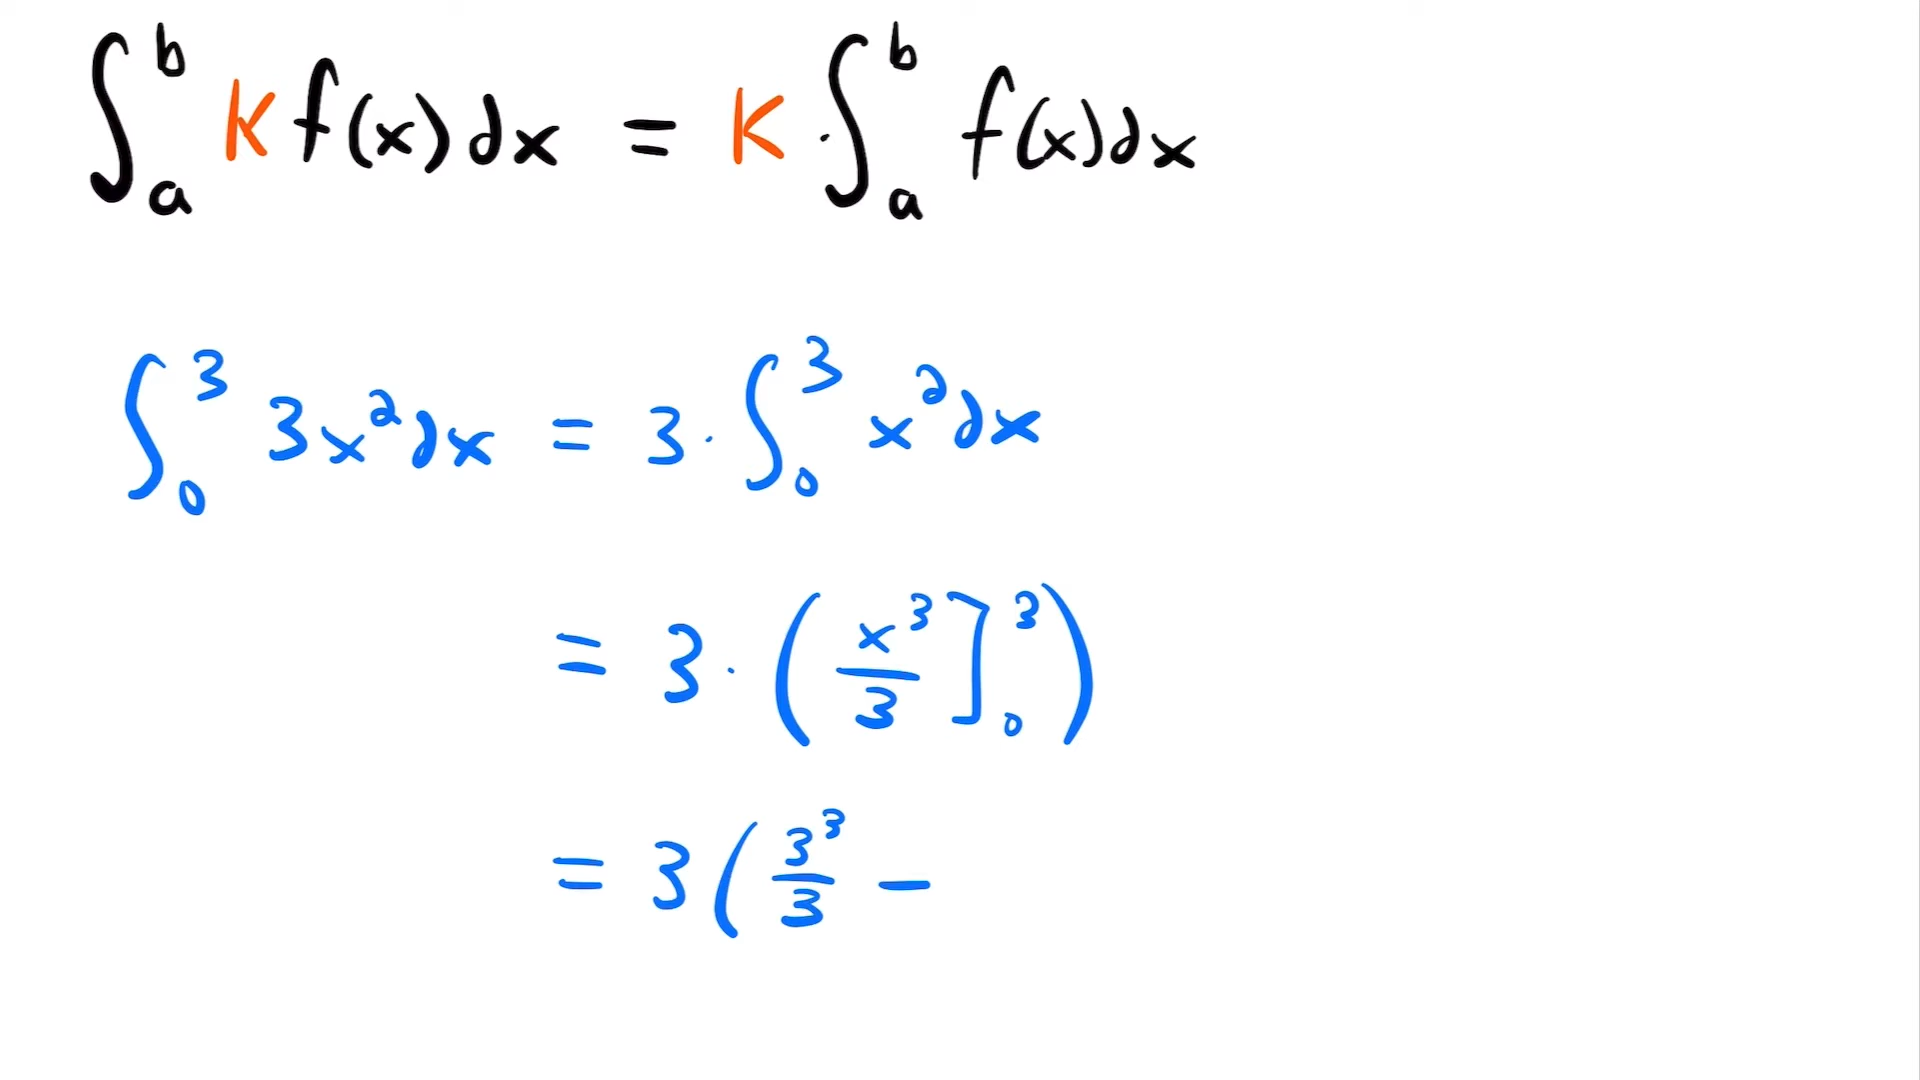 ∫_a^b K f(x) dx = K · ∫_a^b f(x) dx
∫_0^3 3x^2 dx = 3 · ∫_0^3 x^2 dx
= 3 · ( x^3/3 ]_0^3 )
= 3 ( 3^3/3 −